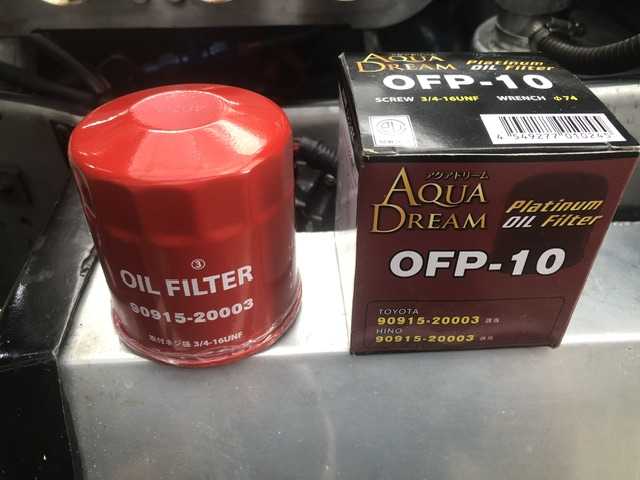 ③
OIL FILTER
90915-20003
取付ネジ径 3/4-16UNF
AQUA DREAM
Platinum OIL Filter
OFP-10
SCREW 3/4-16UNF WRENCH Φ74
4 549277 010245
アクアドリーム
AQUA
DREAM
Platinum
OIL Filter
OFP-10
TOYOTA
90915-20003
HINO
90915-20003